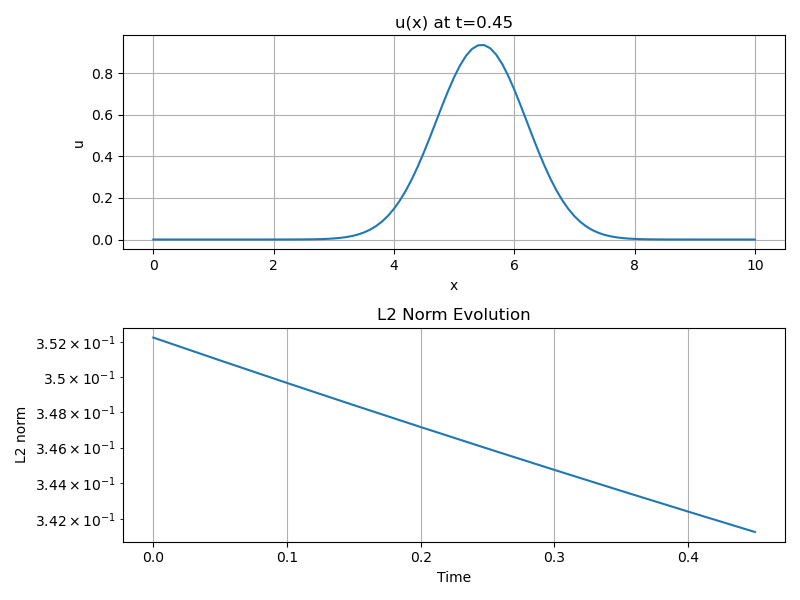 u(x) at t=0.45
0.8
0.6
0.4
0.2
0.0
u
0 2 4 6 8 10
x
L2 Norm Evolution
3.52 × 10⁻¹
3.5 × 10⁻¹
3.48 × 10⁻¹
3.46 × 10⁻¹
3.44 × 10⁻¹
3.42 × 10⁻¹
L2 norm
0.0 0.1 0.2 0.3 0.4
Time